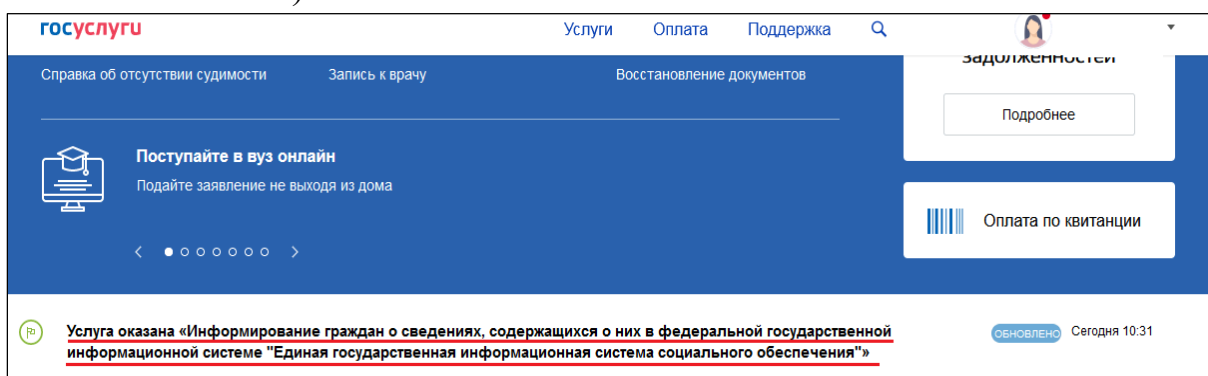 )
госуслуги
Услуги Оплата Поддержка
Справка об отсутствии судимости Запись к врачу Восстановление документов
задолженностей
Подробнее
Поступайте в вуз онлайн
Подайте заявление не выходя из дома
Оплата по квитанции
Услуга оказана «Информирование граждан о сведениях, содержащихся о них в федеральной государственной
информационной системе "Единая государственная информационная система социального обеспечения"»
ОБНОВЛЕНО Сегодня 10:31